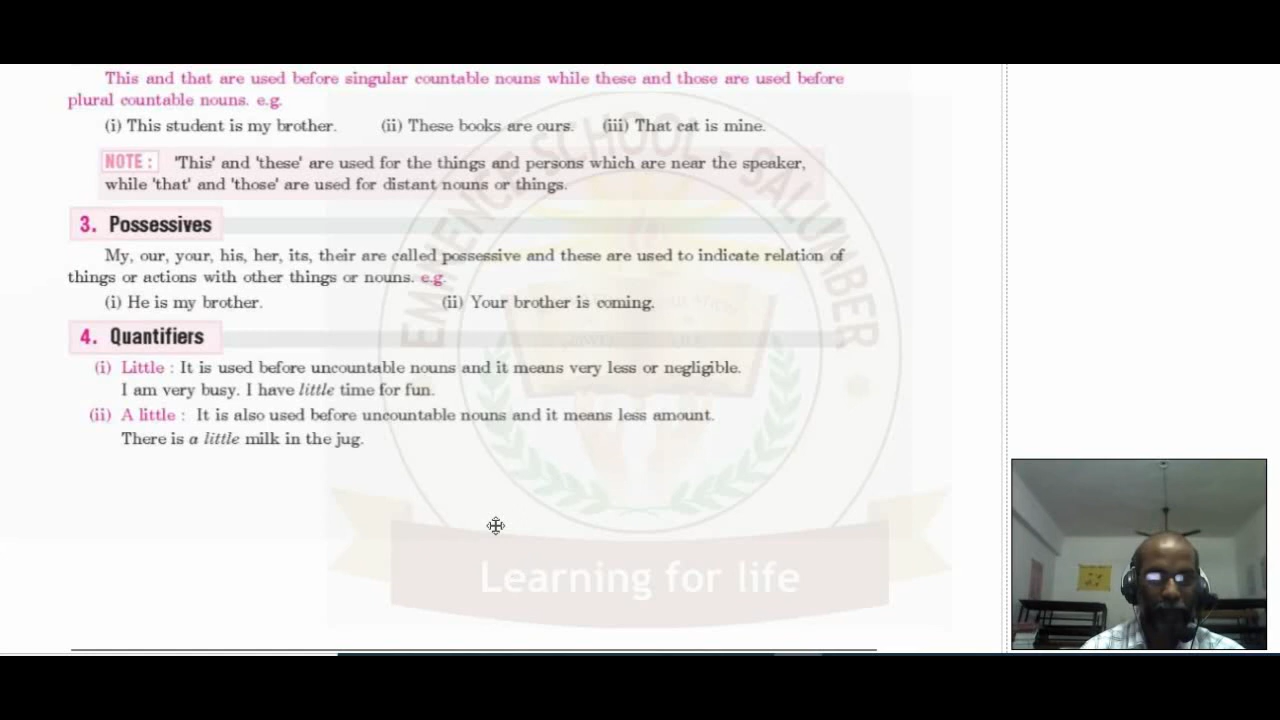 This and that are used before singular countable nouns while these and those are used before
plural countable nouns. e.g.
(i) This student is my brother. (ii) These books are ours. (iii) That cat is mine.
NOTE : 'This' and 'these' are used for the things and persons which are near the speaker,
while 'that' and 'those' are used for distant nouns or things.
3. Possessives
My, our, your, his, her, its, their are called possessive and these are used to indicate relation of
things or actions with other things or nouns. e.g.
(i) He is my brother. (ii) Your brother is coming.
4. Quantifiers
(i) Little : It is used before uncountable nouns and it means very less or negligible.
I am very busy. I have little time for fun.
(ii) A little : It is also used before uncountable nouns and it means less amount.
There is a little milk in the jug.
EMINENCE SCHOOL - SALUMBER
Learning for life